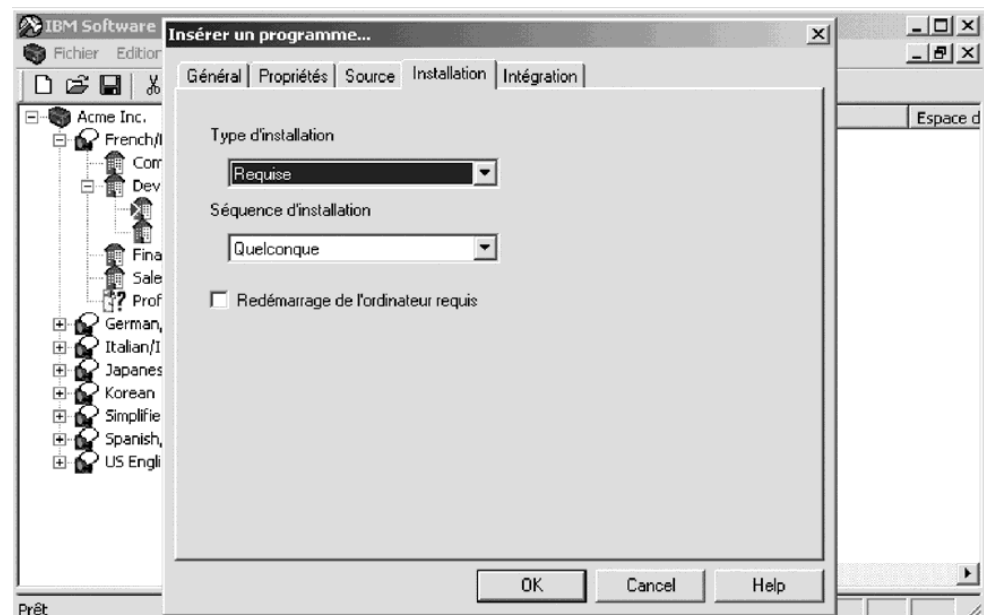 IBM Software
Insérer un programme...
Fichier Edition
Général Propriétés Source Installation Intégration
Acme Inc.
Espace d
French/I
Type d'installation
Com
Requise
Dev
Séquence d'installation
Quelconque
Fina
Sale
Redémarrage de l'ordinateur requis
Prof
German,
Italian/I
Japanes
Korean
Simplifie
Spanish,
US Engli
OK Cancel Help
Prêt